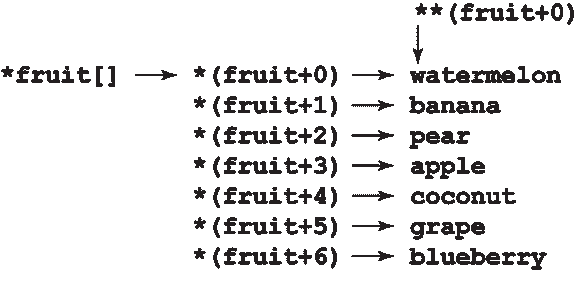 **(fruit+0)
*fruit[] → *(fruit+0) → watermelon
*(fruit+1) → banana
*(fruit+2) → pear
*(fruit+3) → apple
*(fruit+4) → coconut
*(fruit+5) → grape
*(fruit+6) → blueberry